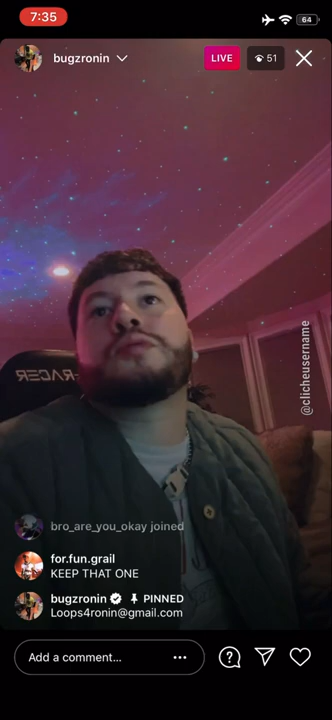 7:35
64
bugzronin
LIVE
51
@clicheusername
bro_are_you_okay joined
for.fun.grail
KEEP THAT ONE
bugzronin PINNED
Loops4ronin@gmail.com
Add a comment...